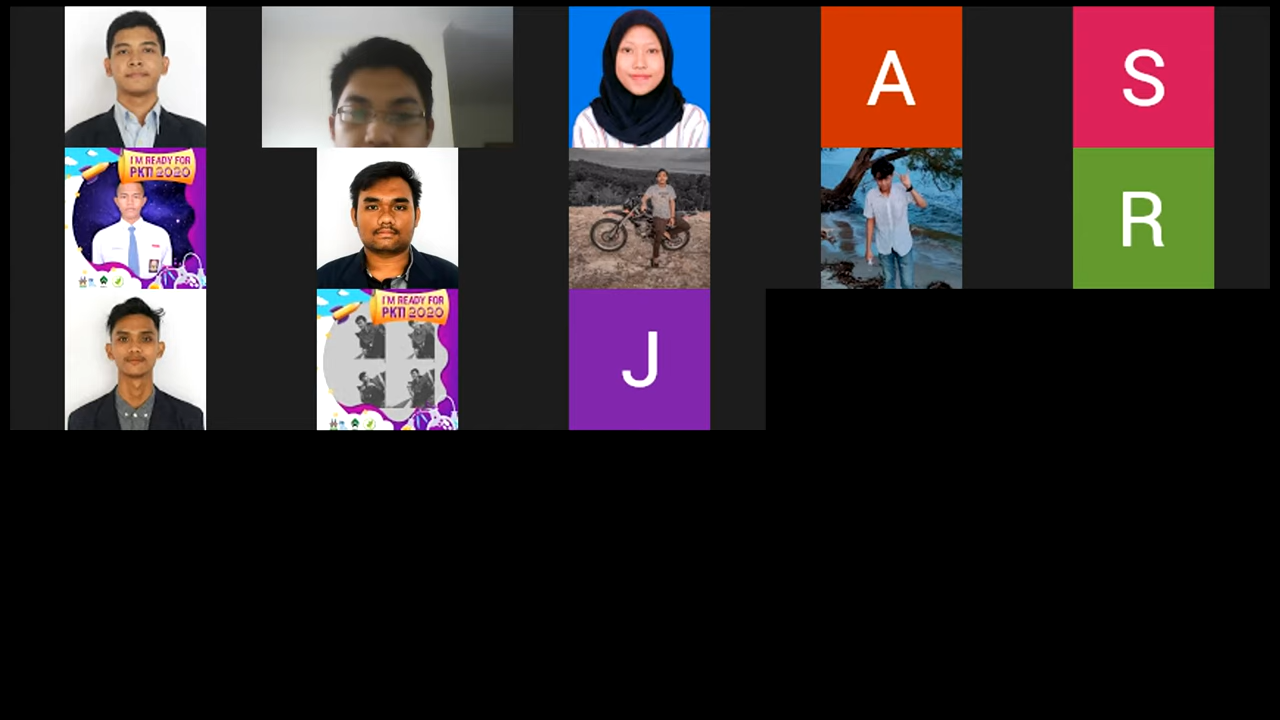 A
S
I'M READY FOR
PKTI 2020
R
I'M READY FOR
PKTI 2020
J